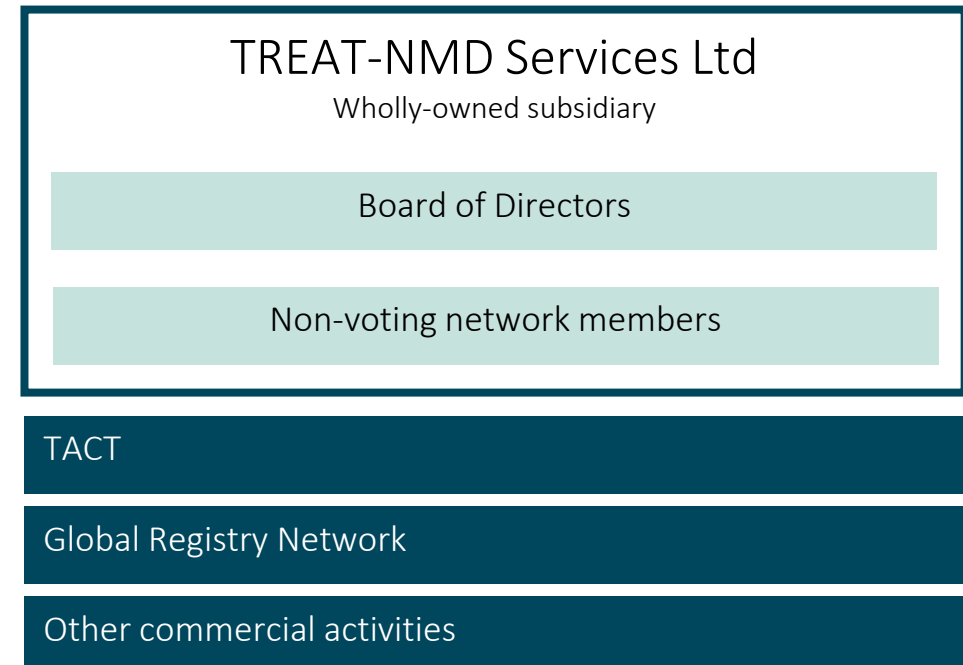 TREAT-NMD Services Ltd
Wholly-owned subsidiary
Board of Directors
Non-voting network members
TACT
Global Registry Network
Other commercial activities